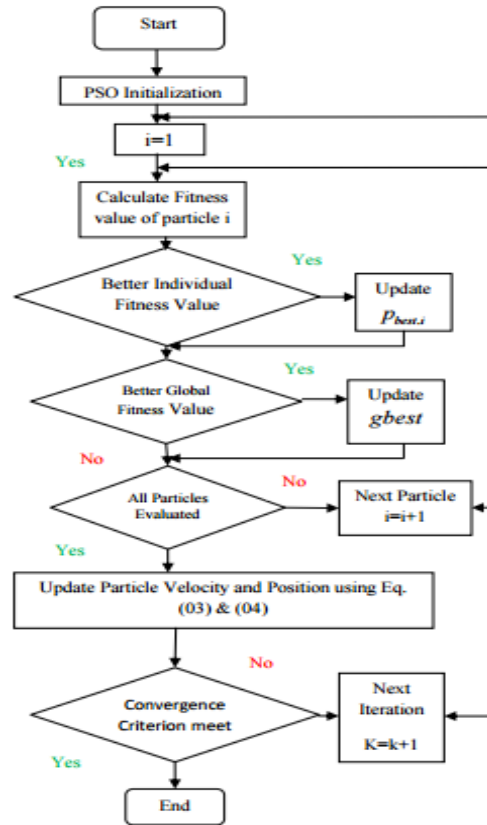 Start
PSO Initialization
i=1
Yes
Calculate Fitness
value of particle i
Yes
Better Individual
Fitness Value
Update
pbest.i
Yes
Better Global
Fitness Value
Update
gbest
No
No
All Particles
Evaluated
Next Particle
i=i+1
Yes
Update Particle Velocity and Position using Eq.
(03) & (04)
No
Convergence
Criterion meet
Next
Iteration
K=k+1
Yes
End